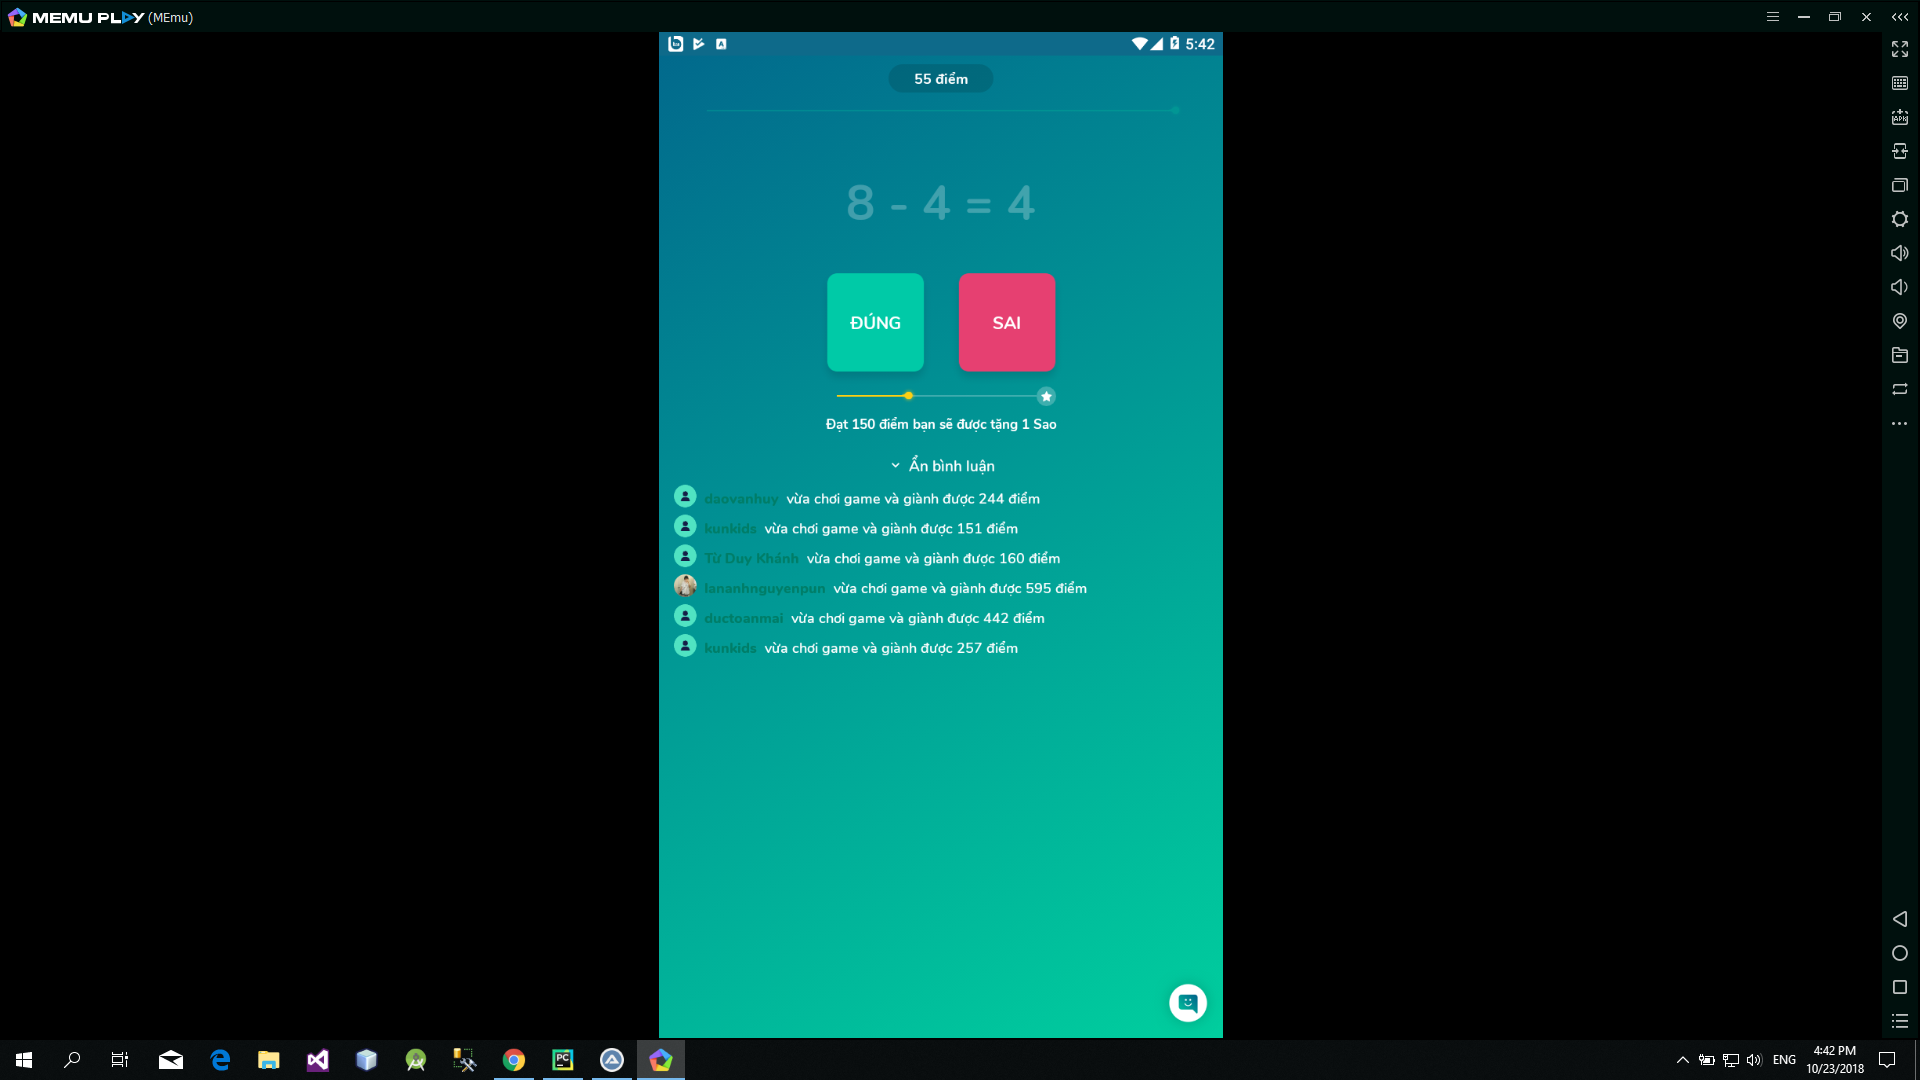 MEMU PLAY (MEmu)
5:42
55 điểm
8 - 4 = 4
ĐÚNG SAI
Đạt 150 điểm bạn sẽ được tặng 1 Sao
Ẩn bình luận
daovanhuy vừa chơi game và giành được 244 điểm
kunkids vừa chơi game và giành được 151 điểm
Từ Duy Khánh vừa chơi game và giành được 160 điểm
lananhnguyenpun vừa chơi game và giành được 595 điểm
ductoanmai vừa chơi game và giành được 442 điểm
kunkids vừa chơi game và giành được 257 điểm
APK
PC
ENG
4:42 PM
10/23/2018